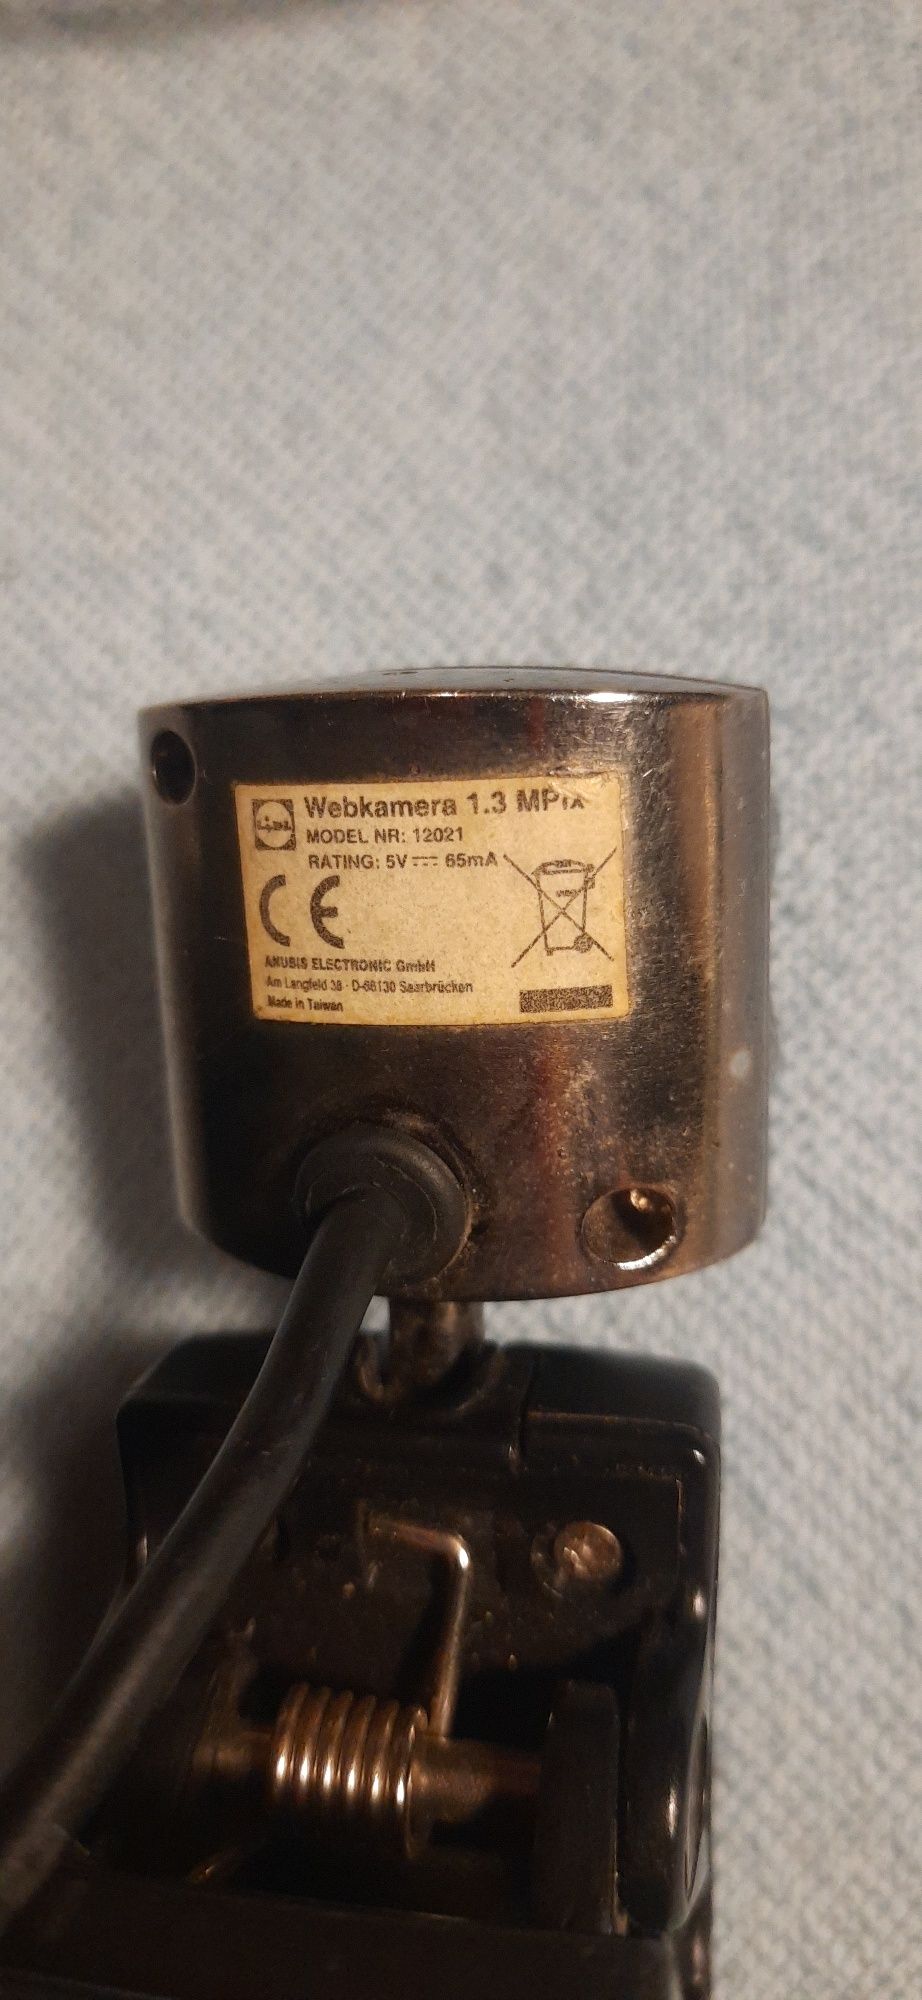 Webkamera 1.3 MPix
MODEL NR: 12021
RATING: 5V 65mA
CE
ANUBIS ELECTRONIC GmbH
Am Langfeld 38 · D-66130 Saarbrücken
Made in Taiwan